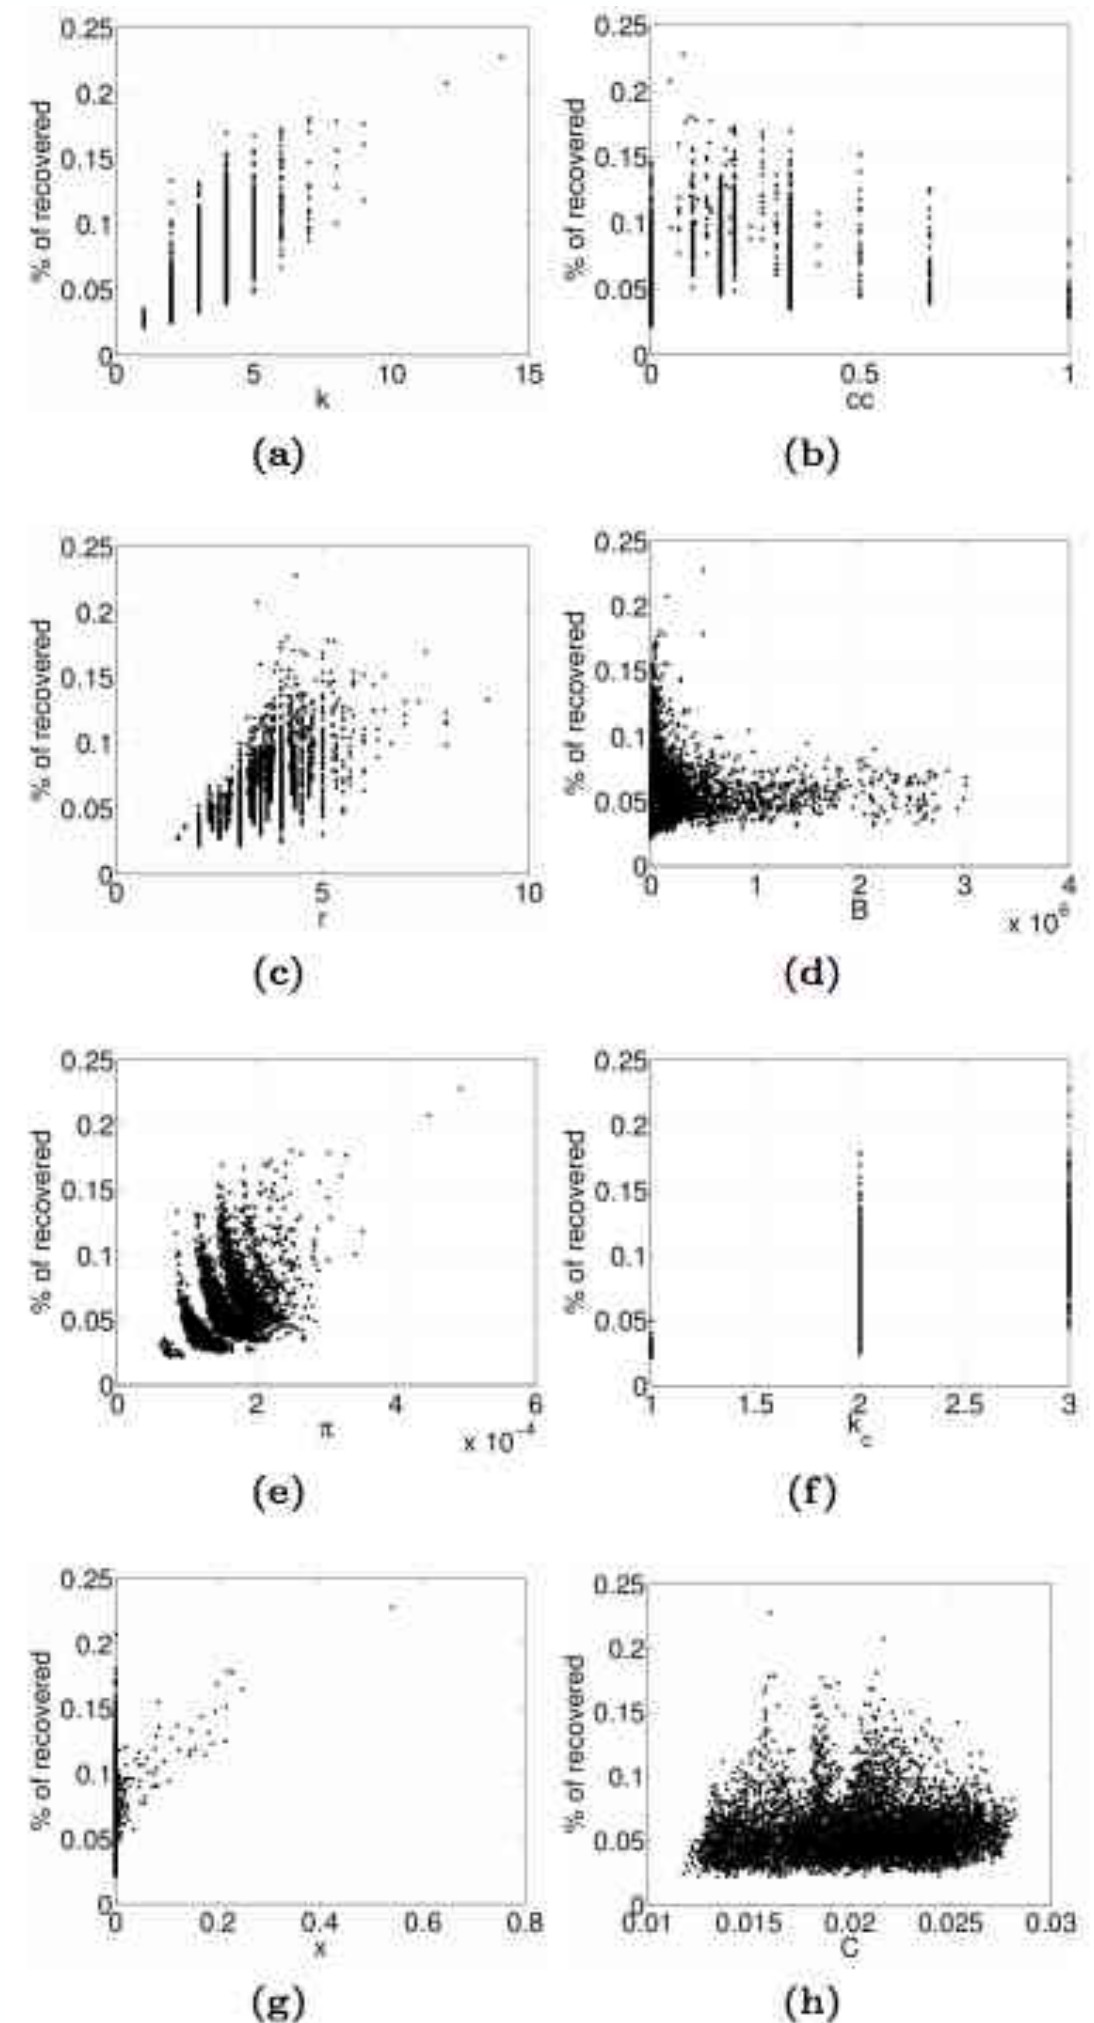 0.25 0.25
0.2 0.2
0.15 0.15
0.1 0.1
0.05 0.05
0 0
% of recovered % of recovered
0 5 10 15 0 0.5 1
k cc
(a) (b)
0.25 0.25
0.2 0.2
0.15 0.15
0.1 0.1
0.05 0.05
0 0
% of recovered % of recovered
0 5 10 0 1 2 3 4
r B
x 10⁶
(c) (d)
0.25 0.25
0.2 0.2
0.15 0.15
0.1 0.1
0.05 0.05
0 0
% of recovered % of recovered
0 2 4 6 1 1.5 2 2.5 3
π k_c
x 10⁻⁴
(e) (f)
0.25 0.25
0.2 0.2
0.15 0.15
0.1 0.1
0.05 0.05
0 0
% of recovered % of recovered
0 0.2 0.4 0.6 0.8 0.01 0.015 0.02 0.025 0.03
x C
(g) (h)